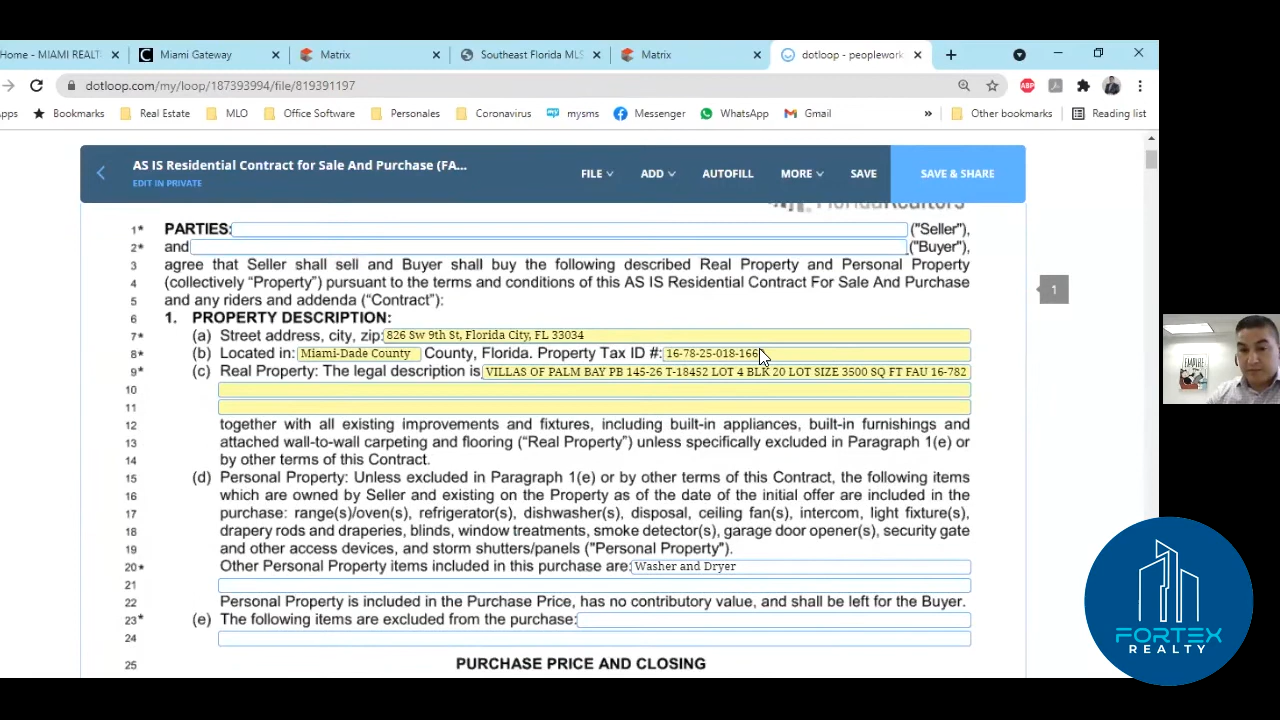 Home - MIAMI REALT
Miami Gateway
Matrix
Southeast Florida MLS
Matrix
dotloop - peoplework
dotloop.com/my/loop/187393994/file/819391197
ABP
pps
Bookmarks
Real Estate
MLO
Office Software
Personales
Coronavirus
mysms
Messenger
WhatsApp
Gmail
»
Other bookmarks
Reading list
AS IS Residential Contract for Sale And Purchase (FA...
EDIT IN PRIVATE
FILE
ADD
AUTOFILL
MORE
SAVE
SAVE & SHARE
1* PARTIES: ("Seller"),
2* and ("Buyer"),
3 agree that Seller shall sell and Buyer shall buy the following described Real Property and Personal Property
4 (collectively “Property”) pursuant to the terms and conditions of this AS IS Residential Contract For Sale And Purchase
5 and any riders and addenda (“Contract”):
6 1. PROPERTY DESCRIPTION:
7* (a) Street address, city, zip: 826 Sw 9th St, Florida City, FL 33034
8* (b) Located in: Miami-Dade County County, Florida. Property Tax ID #: 16-78-25-018-166
9* (c) Real Property: The legal description is VILLAS OF PALM BAY PB 145-26 T-18452 LOT 4 BLK 20 LOT SIZE 3500 SQ FT FAU 16-782
10
11
12 together with all existing improvements and fixtures, including built-in appliances, built-in furnishings and
13 attached wall-to-wall carpeting and flooring (“Real Property”) unless specifically excluded in Paragraph 1(e) or
14 by other terms of this Contract.
15 (d) Personal Property: Unless excluded in Paragraph 1(e) or by other terms of this Contract, the following items
16 which are owned by Seller and existing on the Property as of the date of the initial offer are included in the
17 purchase: range(s)/oven(s), refrigerator(s), dishwasher(s), disposal, ceiling fan(s), intercom, light fixture(s),
18 drapery rods and draperies, blinds, window treatments, smoke detector(s), garage door opener(s), security gate
19 and other access devices, and storm shutters/panels ("Personal Property").
20* Other Personal Property items included in this purchase are: Washer and Dryer
21
22 Personal Property is included in the Purchase Price, has no contributory value, and shall be left for the Buyer.
23* (e) The following items are excluded from the purchase:
24
25 PURCHASE PRICE AND CLOSING
1
EMPIRE
FORTEX
REALTY